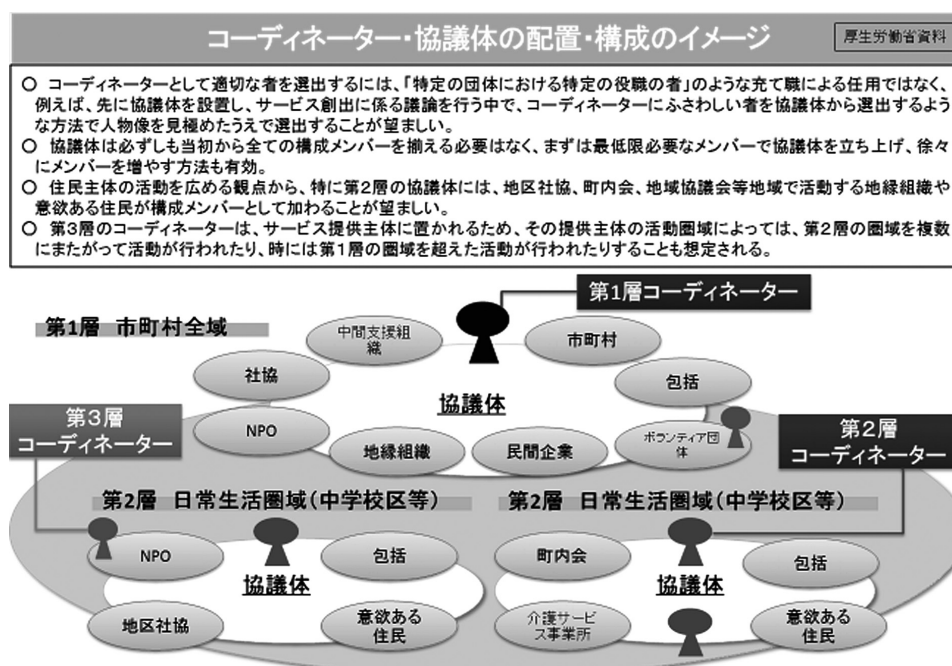 コーディネーター・協議体の配置・構成のイメージ
厚生労働省資料
○ コーディネーターとして適切な者を選出するには、「特定の団体における特定の役職の者」のような充て職による任用ではなく、
例えば、先に協議体を設置し、サービス創出に係る議論を行う中で、コーディネーターにふさわしい者を協議体から選出するよう
な方法で人物像を見極めたうえで選出することが望ましい。
○ 協議体は必ずしも当初から全ての構成メンバーを揃える必要はなく、まずは最低限必要なメンバーで協議体を立ち上げ、徐々
にメンバーを増やす方法も有効。
○ 住民主体の活動を広める観点から、特に第2層の協議体には、地区社協、町内会、地域協議会等地域で活動する地縁組織や
意欲ある住民が構成メンバーとして加わることが望ましい。
○ 第3層のコーディネーターは、サービス提供主体に置かれるため、その提供主体の活動圏域によっては、第2層の圏域を複数
にまたがって活動が行われたり、時には第1層の圏域を超えた活動が行われたりすることも想定される。
第1層コーディネーター
第1層 市町村全域
中間支援組
織
市町村
社協
包括
協議体
第3層
コーディネーター
NPO
地縁組織
民間企業
ボランティア団
体
第2層
コーディネーター
第2層 日常生活圏域(中学校区等)
第2層 日常生活圏域(中学校区等)
NPO
包括
協議体
地区社協
意欲ある
住民
町内会
包括
協議体
介護サービ
ス事業所
意欲ある
住民